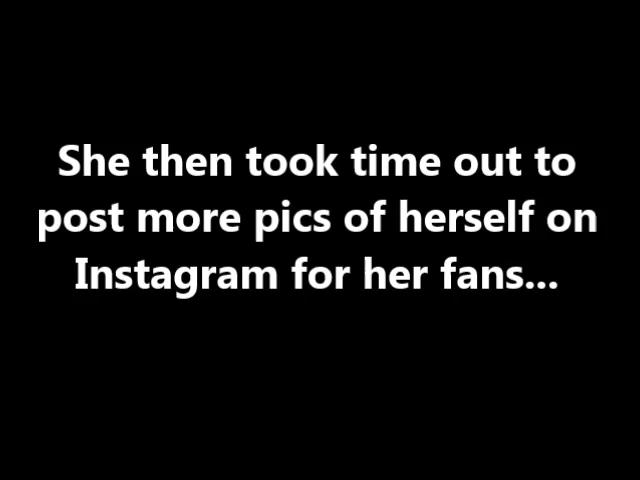 She then took time out to
post more pics of herself on
Instagram for her fans...